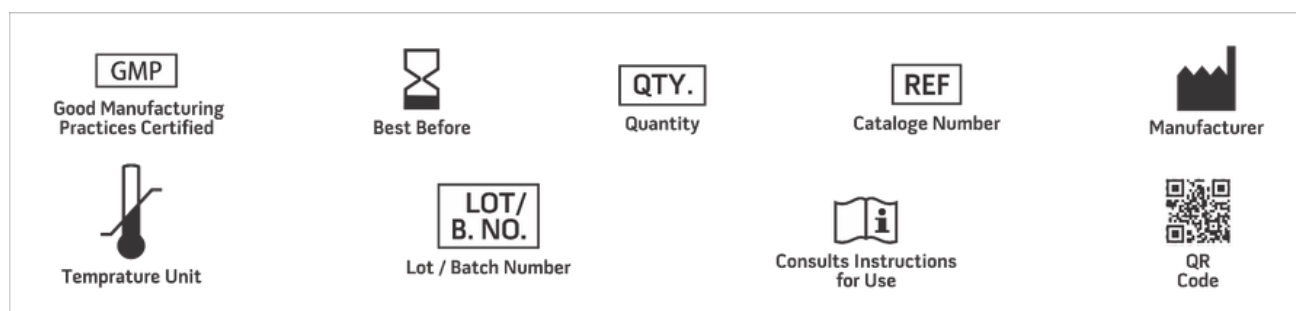 GMP
Good Manufacturing
Practices Certified
Best Before
QTY.
Quantity
REF
Cataloge Number
Manufacturer
Temprature Unit
LOT/
B. NO.
Lot / Batch Number
i
Consults Instructions
for Use
QR
Code